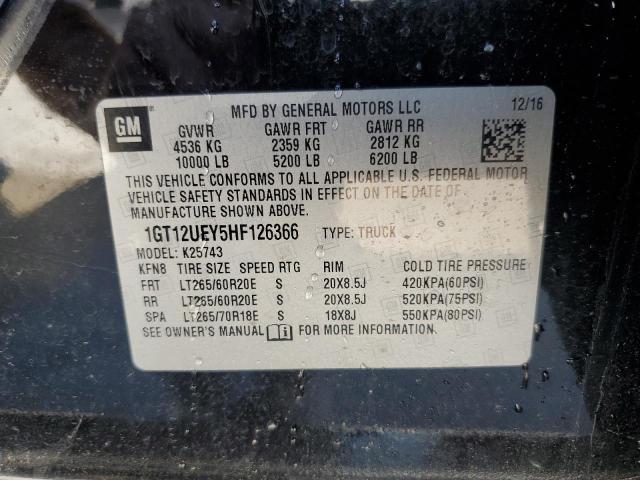 GM
MFD BY GENERAL MOTORS LLC 12/16
GVWR GAWR FRT GAWR RR
4536 KG 2359 KG 2812 KG
10000 LB 5200 LB 6200 LB
THIS VEHICLE CONFORMS TO ALL APPLICABLE U.S. FEDERAL MOTOR
VEHICLE SAFETY STANDARDS IN EFFECT ON THE DATE OF
MANUFACTURE SHOWN ABOVE.
1GT12UEY5HF126366 TYPE: TRUCK
MODEL: K25743
KFN8 TIRE SIZE SPEED RTG RIM COLD TIRE PRESSURE
FRT LT265/60R20E S 20X8.5J 420KPA(60PSI)
RR LT265/60R20E S 20X8.5J 520KPA(75PSI)
SPA LT265/70R18E S 18X8J 550KPA(80PSI)
SEE OWNER'S MANUAL FOR MORE INFORMATION.